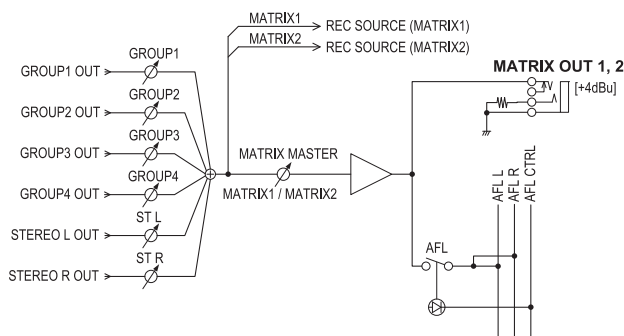 MATRIX1
REC SOURCE (MATRIX1)
MATRIX2
REC SOURCE (MATRIX2)
GROUP1
GROUP1 OUT
GROUP2
GROUP2 OUT
GROUP3
GROUP3 OUT
GROUP4
GROUP4 OUT
ST L
STEREO L OUT
ST R
STEREO R OUT
MATRIX MASTER
MATRIX1 / MATRIX2
MATRIX OUT 1, 2
[+4dBu]
AFL L
AFL R
AFL CTRL
AFL